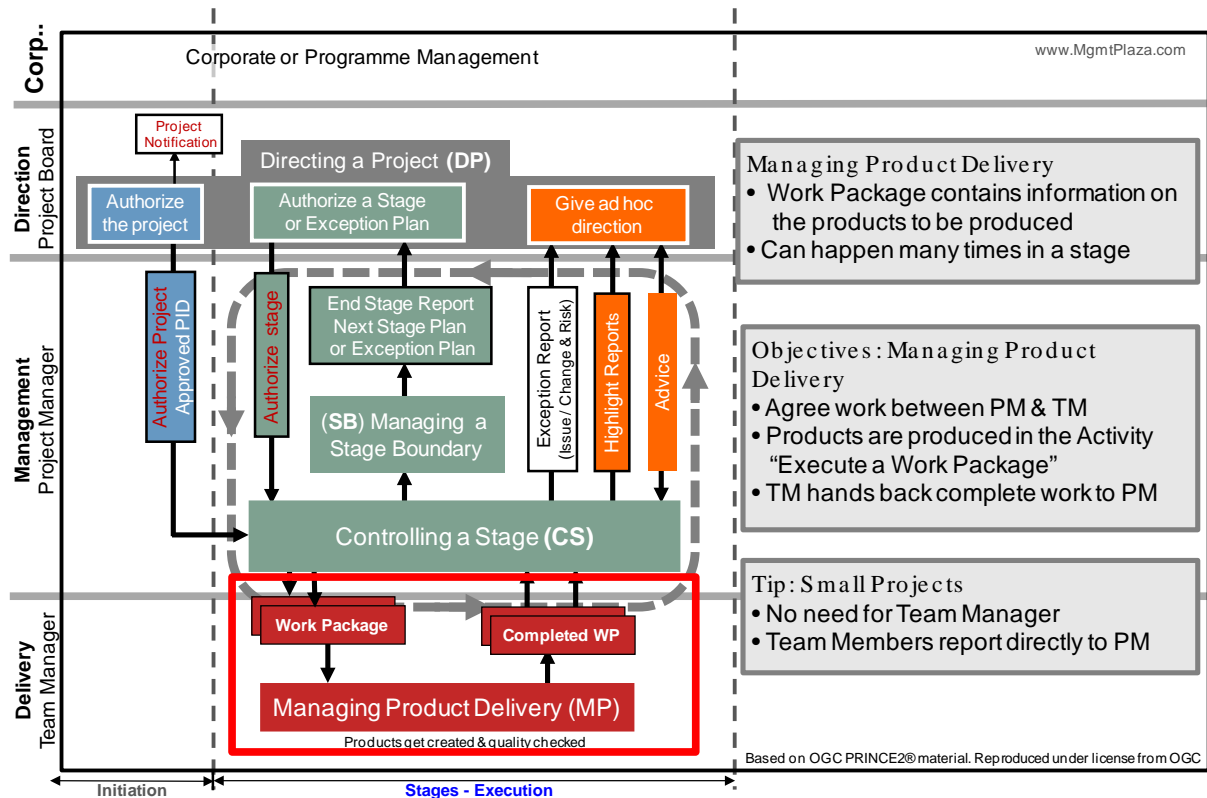 Corp..
Corporate or Programme Management
www.MgmtPlaza.com
Direction
Project Board
Project
Notification
Directing a Project (DP)
Authorize
the project
Authorize a Stage
or Exception Plan
Give ad hoc
direction
Management
Project Manager
Authorize Project
Approved PID
Authorize stage
End Stage Report
Next Stage Plan
or Exception Plan
(SB) Managing a
Stage Boundary
Exception Report
(Issue / Change & Risk)
Highlight Reports
Advice
Controlling a Stage (CS)
Delivery
Team Manager
Work Package
Completed WP
Managing Product Delivery (MP)
Products get created & quality checked
Initiation
Stages - Execution
Managing Product Delivery
• Work Package contains information on
the products to be produced
• Can happen many times in a stage
Objectives : Managing Product
Delivery
• Agree work between PM & TM
• Products are produced in the Activity
“Execute a Work Package”
• TM hands back complete work to PM
Tip: Small Projects
• No need for Team Manager
• Team Members report directly to PM
Based on OGC PRINCE2® material. Reproduced under license from OGC